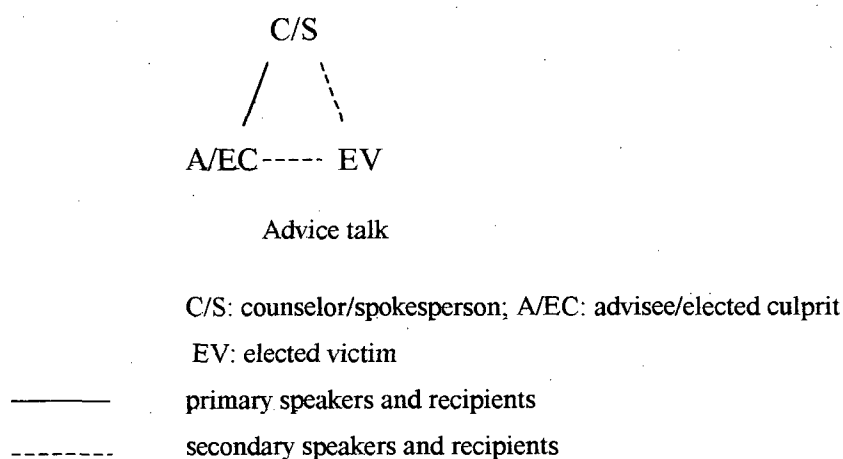 C/S
A/EC----- EV
Advice talk
C/S: counselor/spokesperson; A/EC: advisee/elected culprit
EV: elected victim
primary speakers and recipients
secondary speakers and recipients